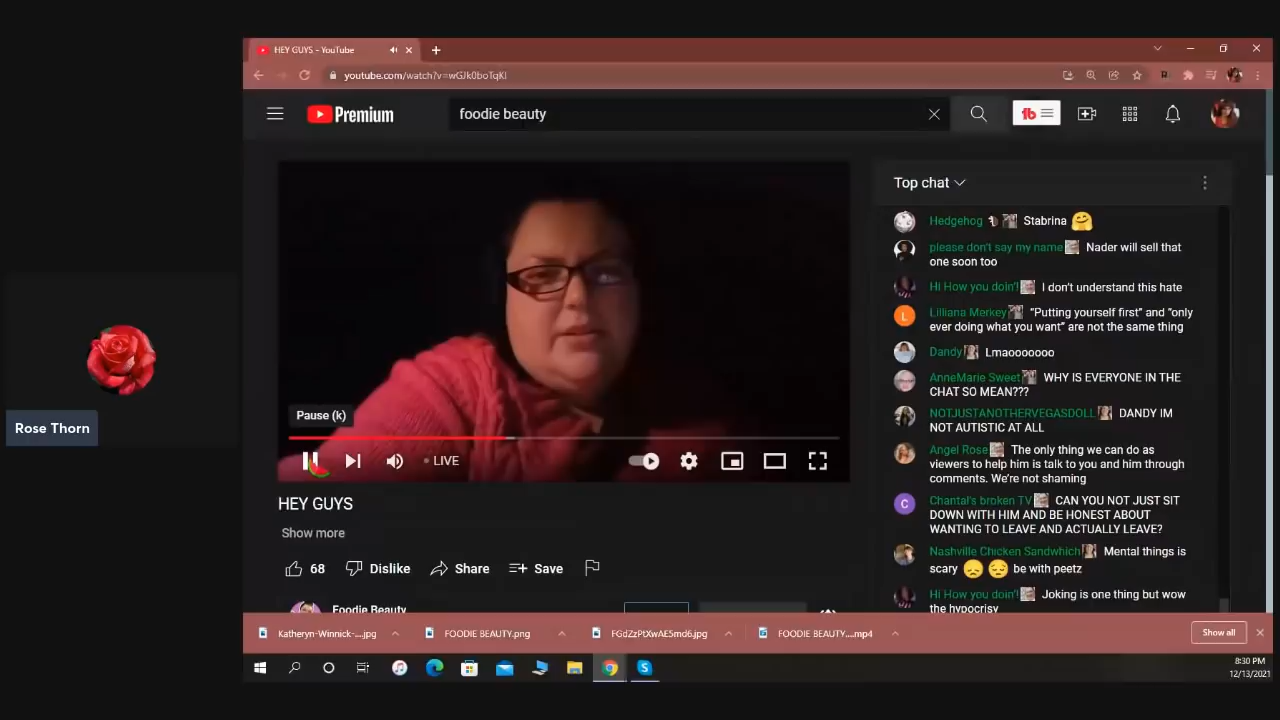 HEY GUYS - YouTube
youtube.com/watch?v=wGJk0boTqKI
Premium
foodie beauty
Top chat
Hedgehog Stabrina
please don't say my name Nader will sell that
one soon too
Hi How you doin'! I don't understand this hate
Lilliana Merkey "Putting yourself first" and "only
ever doing what you want" are not the same thing
Dandy Lmaooooooo
AnneMarie Sweet WHY IS EVERYONE IN THE
CHAT SO MEAN???
NOTJUSTANOTHERVEGASDOLL DANDY IM
NOT AUTISTIC AT ALL
Angel Rose The only thing we can do as
viewers to help him is talk to you and him through
comments. We're not shaming
Chantal's broken TV CAN YOU NOT JUST SIT
DOWN WITH HIM AND BE HONEST ABOUT
WANTING TO LEAVE AND ACTUALLY LEAVE?
Nashville Chicken Sandwhich Mental things is
scary be with peetz
Hi How you doin'! Joking is one thing but wow
the hypocrisy
Pause (k)
LIVE
HEY GUYS
Show more
68 Dislike Share Save
Foodie Beauty
Rose Thorn
Katheryn-Winnick-....jpg FOODIE BEAUTY.png FGdZzPtXwAESmd6.jpg FOODIE BEAUTY....mp4 Show all
8:30 PM
12/13/2021